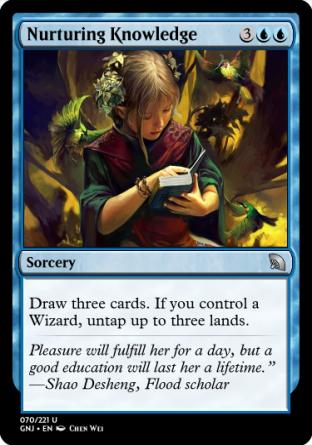 Nurturing Knowledge 3
Sorcery
Draw three cards. If you control a
Wizard, untap up to three lands.
Pleasure will fulfill her for a day, but a
good education will last her a lifetime.”
—Shao Desheng, Flood scholar
070/221 U
GNJ • EN Chen Wei